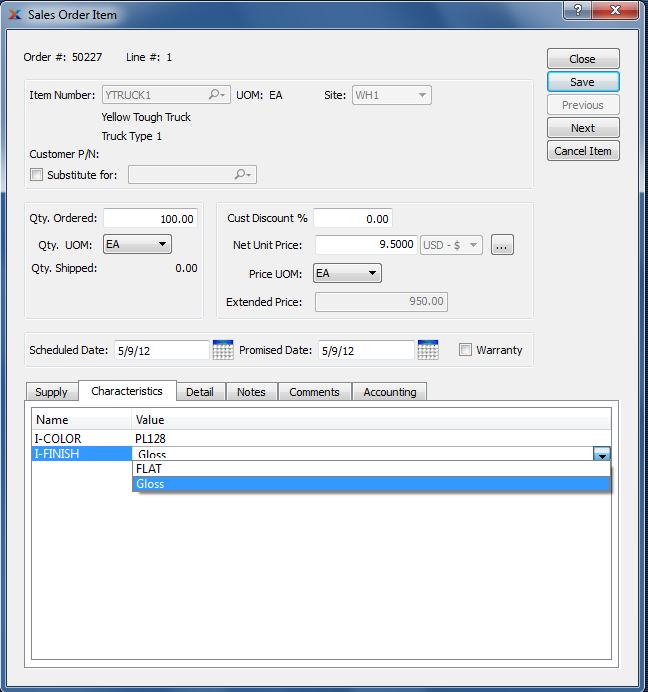 Sales Order Item
?
X
Order #: 50227 Line #: 1
Close
Save
Previous
Next
Cancel Item
Item Number: YTRUCK1 UOM: EA Site: WH1
Yellow Tough Truck
Truck Type 1
Customer P/N:
Substitute for:
Qty. Ordered: 100.00
Qty. UOM: EA
Qty. Shipped: 0.00
Cust Discount % 0.00
Net Unit Price: 9.5000 USD - $ ...
Price UOM: EA
Extended Price: 950.00
Scheduled Date: 5/9/12 Promised Date: 5/9/12 Warranty
Supply Characteristics Detail Notes Comments Accounting
Name Value
I-COLOR PL128
I-FINISH Gloss
FLAT
Gloss